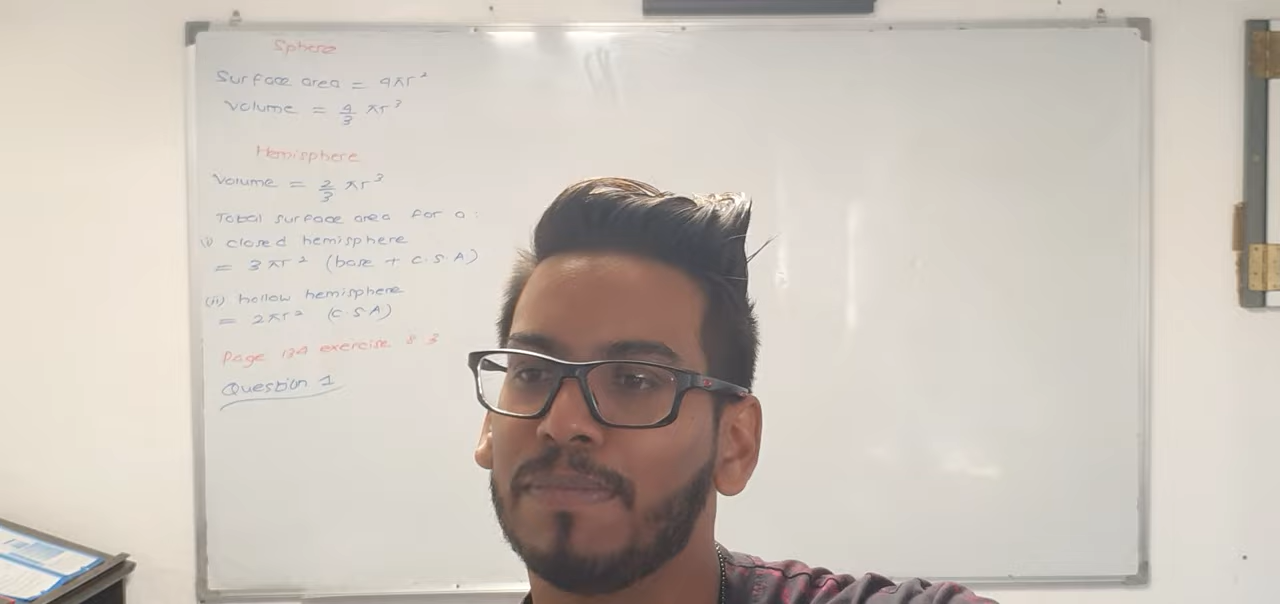 Sphere
Surface area = 4πr²
Volume = 4/3 πr³
Hemisphere
Volume = 2/3 πr³
Total surface area for a :
(i) closed hemisphere
= 3πr² (base + C.S.A)
(ii) hollow hemisphere
= 2πr² (C.S.A)
Page 134 exercise 8.3
Question 1